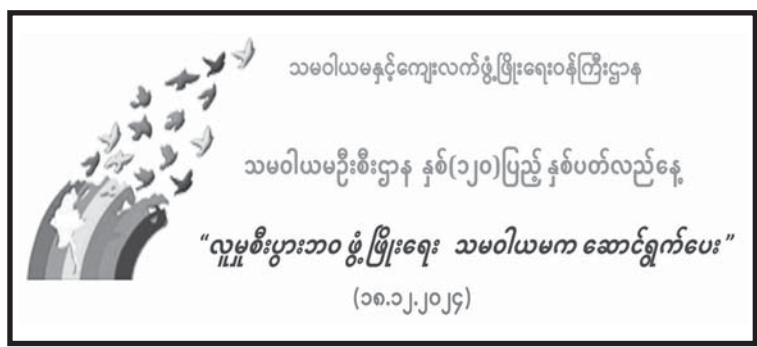 သမဝါယမနှင့်ကျေးလက်ဖွံ့ဖြိုးရေးဝန်ကြီးဌာန
သမဝါယမဦးစီးဌာန နှစ်(၁၂၀)ပြည့် နှစ်ပတ်လည်နေ့
“လူမှုစီးပွားဘဝ ဖွံ့ဖြိုးရေး သမဝါယမက ဆောင်ရွက်ပေး”
(၁၈.၁၂.၂၀၂၄)